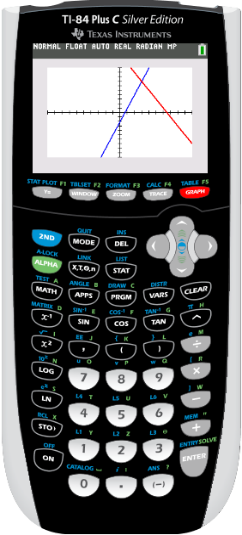 TI-84 Plus C Silver Edition
TEXAS INSTRUMENTS
NORMAL FLOAT AUTO REAL RADIAN MP
STAT PLOT F1 TBLSET F2 FORMAT F3 CALC F4 TABLE F5
Y= WINDOW ZOOM TRACE GRAPH
QUIT INS
2ND MODE DEL
A-LOCK LINK LIST
ALPHA X,T,θ,n STAT
TEST A ANGLE B DRAW C DISTR
MATH APPS PRGM VARS CLEAR
MATRIX D SIN⁻¹ E COS⁻¹ F TAN⁻¹ G π H
x⁻¹ SIN COS TAN ^
√ I EE J { K } L e M
x² , ( ) ÷
10ˣ N u O v P w Q [ R
LOG 7 8 9 ×
eˣ S L4 T L5 U L6 V ] W
LN 4 5 6 −
RCL X L1 Y L2 Z L3 θ MEM "
STO› 1 2 3 +
OFF CATALOG ⎵ i : ANS ? ENTRY SOLVE
ON 0 . (−) ENTER